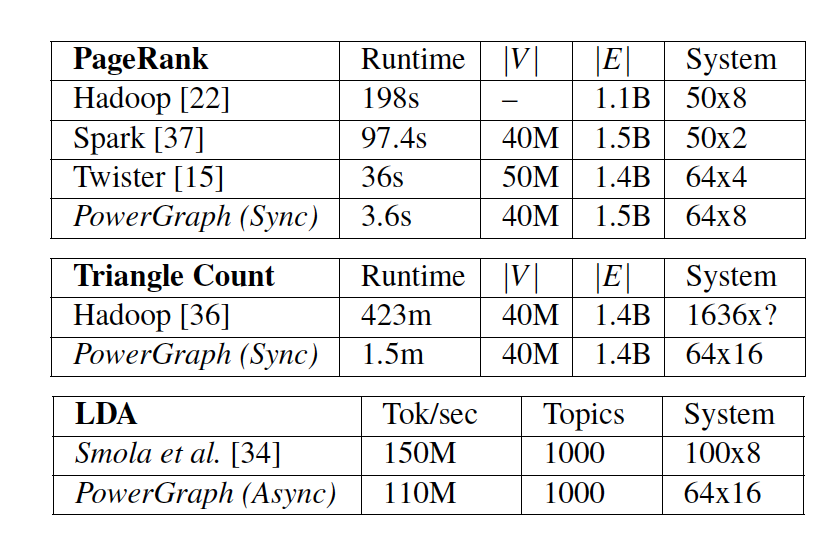 PageRank Runtime |V| |E| System
Hadoop [22] 198s – 1.1B 50x8
Spark [37] 97.4s 40M 1.5B 50x2
Twister [15] 36s 50M 1.4B 64x4
PowerGraph (Sync) 3.6s 40M 1.5B 64x8
Triangle Count Runtime |V| |E| System
Hadoop [36] 423m 40M 1.4B 1636x?
PowerGraph (Sync) 1.5m 40M 1.4B 64x16
LDA Tok/sec Topics System
Smola et al. [34] 150M 1000 100x8
PowerGraph (Async) 110M 1000 64x16